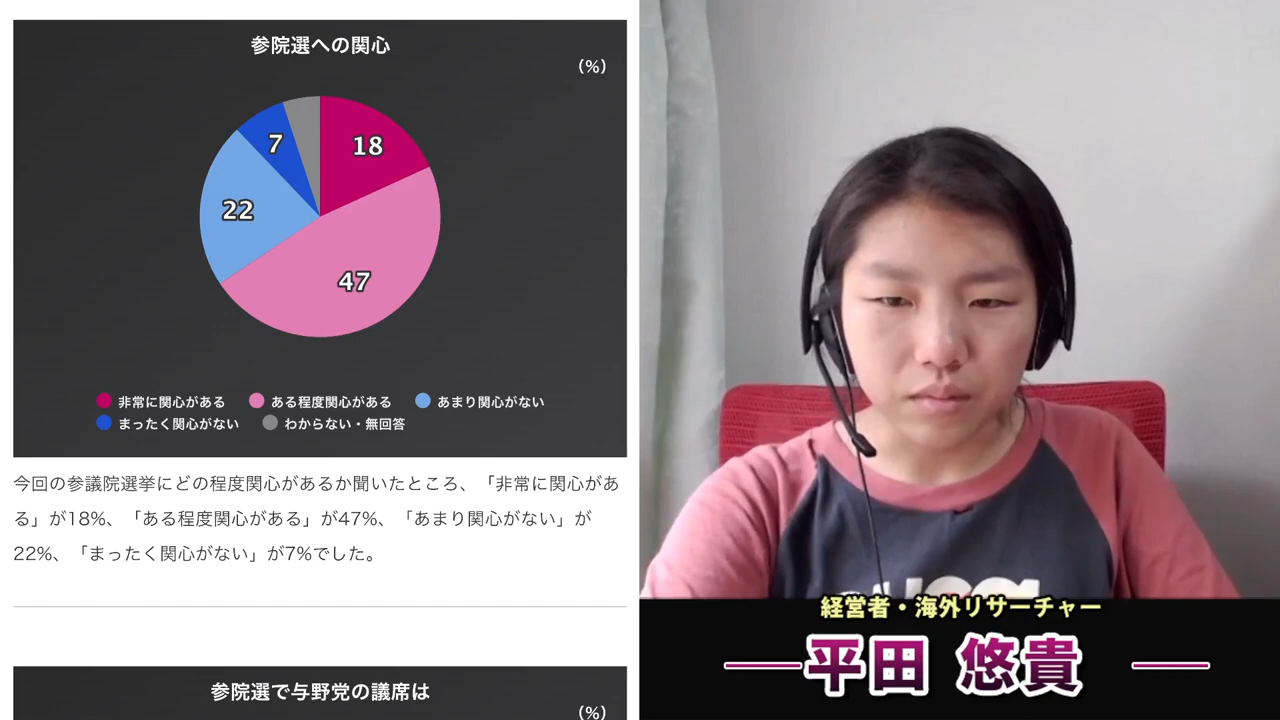 参院選への関心
(%)
18
47
22
7
非常に関心がある
ある程度関心がある
あまり関心がない
まったく関心がない
わからない・無回答
今回の参議院選挙にどの程度関心があるか聞いたところ、「非常に関心があ
る」が18%、「ある程度関心がある」が47%、「あまり関心がない」が
22%、「まったく関心がない」が7%でした。
参院選で与野党の議席は
(%)
経営者・海外リサーチャー
平田 悠貴